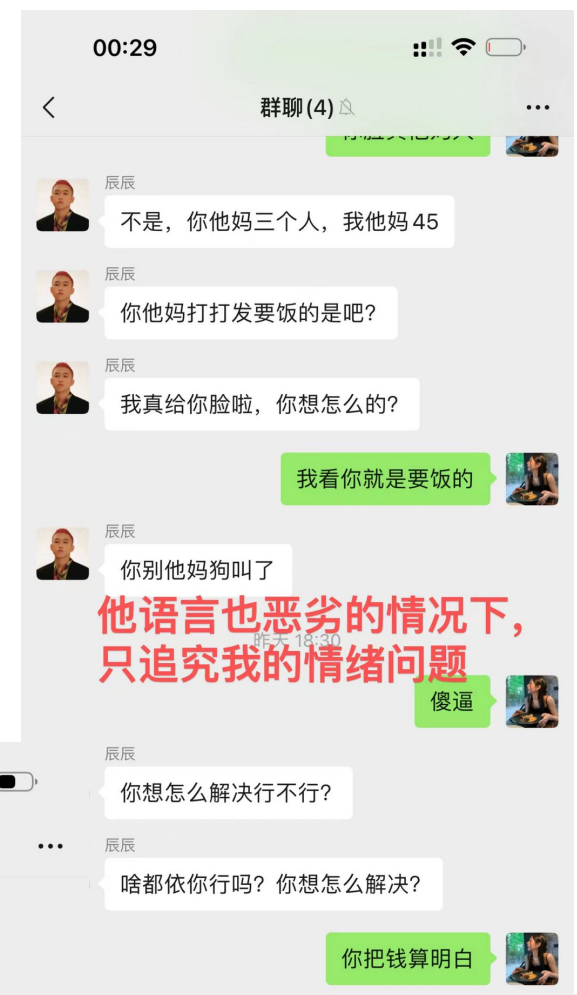 00:29
群聊(4)
辰辰
不是，你他妈三个人，我他妈45
辰辰
你他妈打打发要饭的是吧？
辰辰
我真给你脸啦，你想怎么的？
我看你就是要饭的
辰辰
你别他妈狗叫了
他语言也恶劣的情况下，
昨天 18:30
只追究我的情绪问题
傻逼
辰辰
你想怎么解决行不行？
辰辰
啥都依你行吗？你想怎么解决？
你把钱算明白